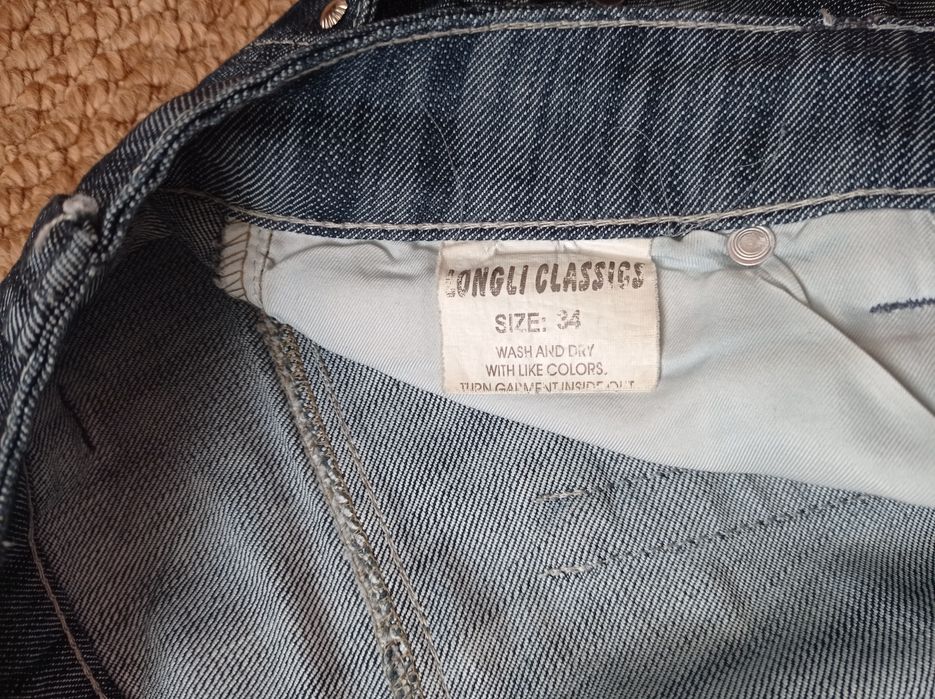 LONGLI CLASSICS
SIZE: 34
WASH AND DRY
WITH LIKE COLORS.
TURN GARMENT INSIDE OUT